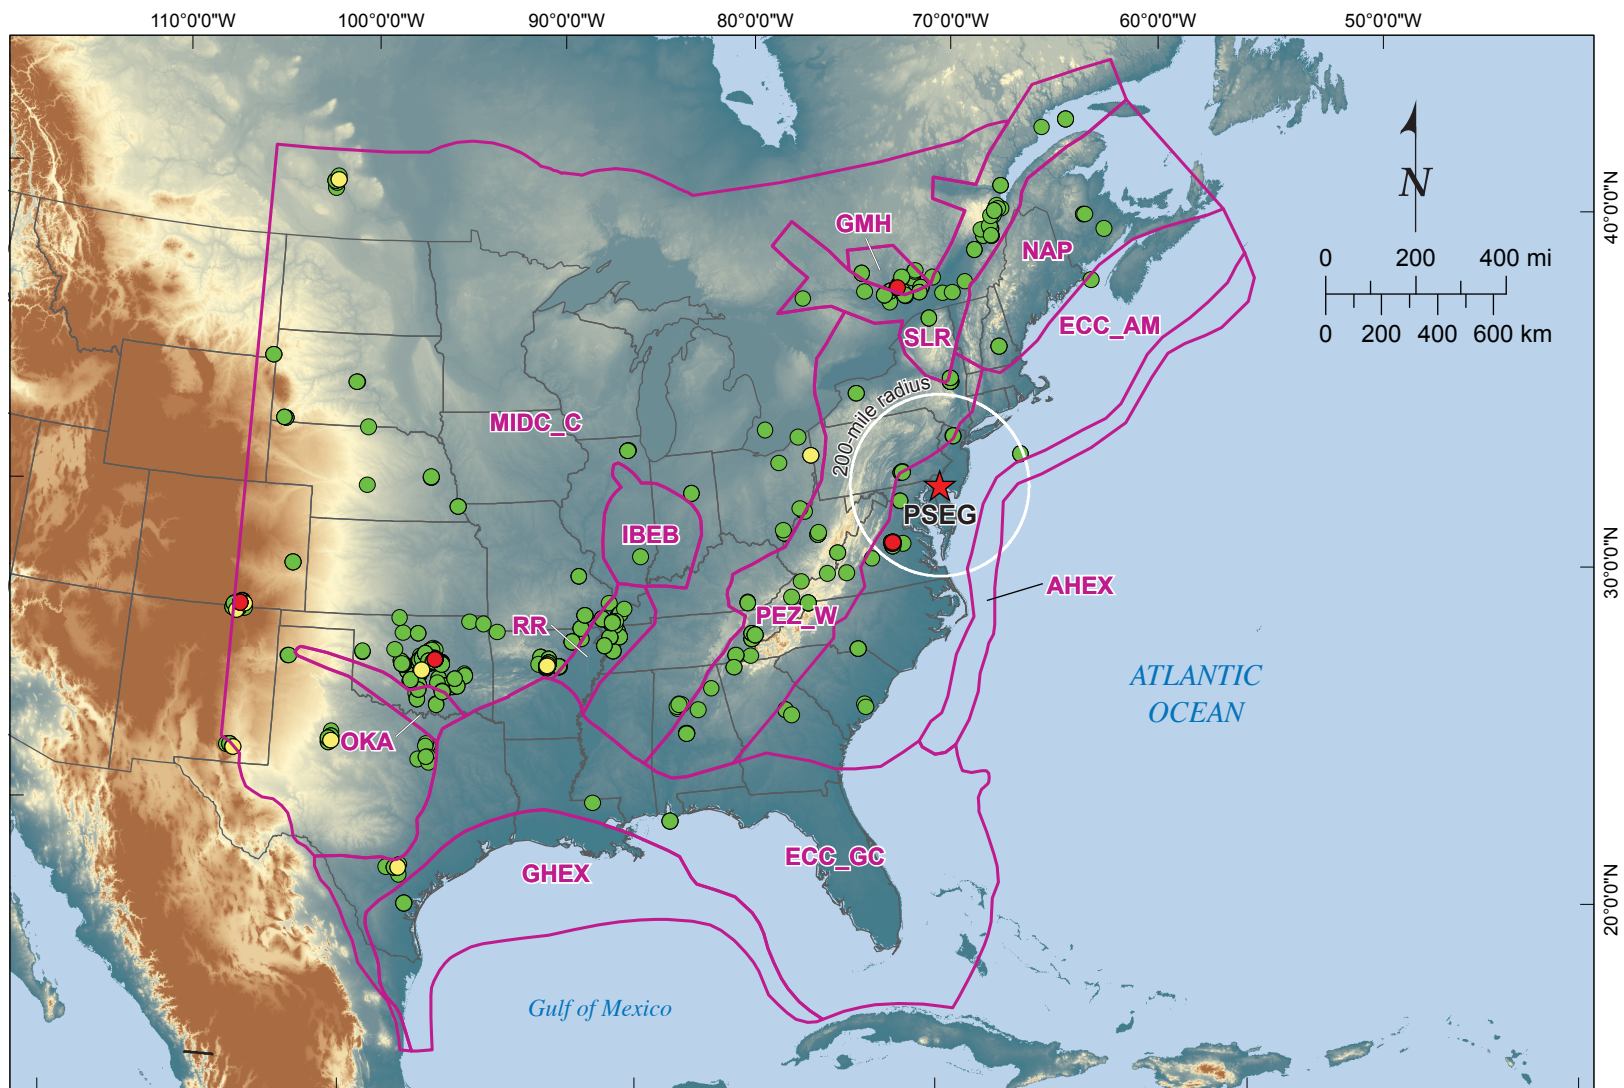 110°0'0"W 100°0'0"W 90°0'0"W 80°0'0"W 70°0'0"W 60°0'0"W 50°0'0"W
40°0'0"N
30°0'0"N
20°0'0"N
N
0 200 400 mi
0 200 400 600 km
GMH
NAP
ECC_AM
SLR
200-mile radius
MIDC_C
PSEG
IBEB
AHEX
PEZ_W
RR
OKA
ATLANTIC
OCEAN
ECC_GC
GHEX
Gulf of Mexico